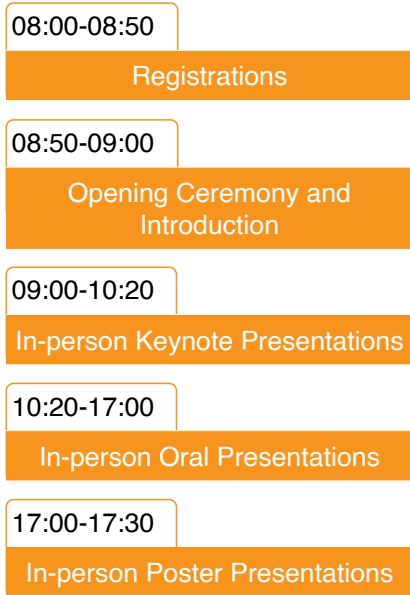 08:00-08:50
Registrations
08:50-09:00
Opening Ceremony and
Introduction
09:00-10:20
In-person Keynote Presentations
10:20-17:00
In-person Oral Presentations
17:00-17:30
In-person Poster Presentations